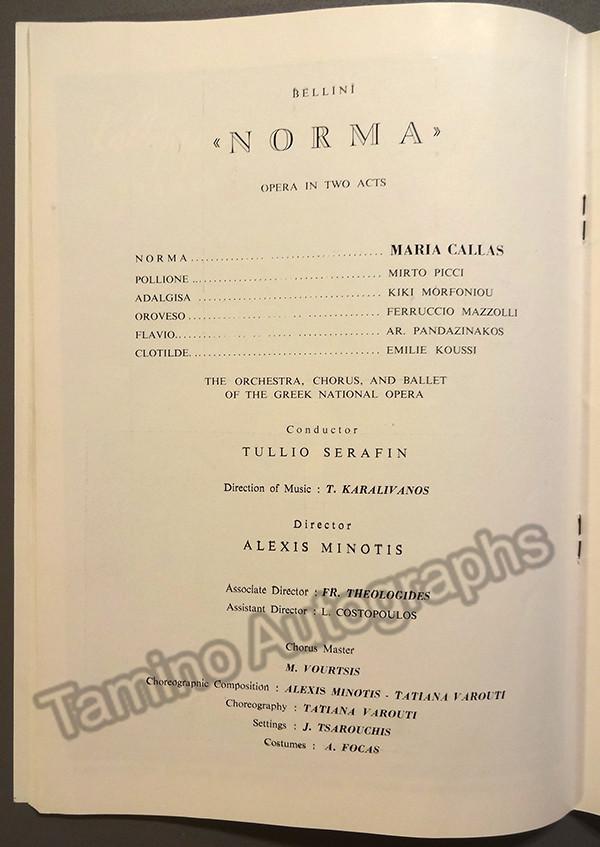 BELLINI
«NORMA»
OPERA IN TWO ACTS
NORMA........................................ MARIA CALLAS
POLLIONE ........................................ MIRTO PICCI
ADALGISA ........................................ KIKI MORFONIOU
OROVESO ........................................ FERRUCCIO MAZZOLLI
FLAVIO........................................ AR. PANDAZINAKOS
CLOTILDE........................................ EMILIE KOUSSI
THE ORCHESTRA, CHORUS, AND BALLET
OF THE GREEK NATIONAL OPERA
Conductor
TULLIO SERAFIN
Direction of Music : T. KARALIVANOS
Director
ALEXIS MINOTIS
Associate Director : FR. THEOLOGIDES
Assistant Director : L. COSTOPOULOS
Chorus Master
M. VOURTSIS
Choreographic Composition : ALEXIS MINOTIS - TATIANA VAROUTI
Choreography : TATIANA VAROUTI
Settings : J. TSAROUCHIS
Costumes : A. FOCAS
Tamino Autographs